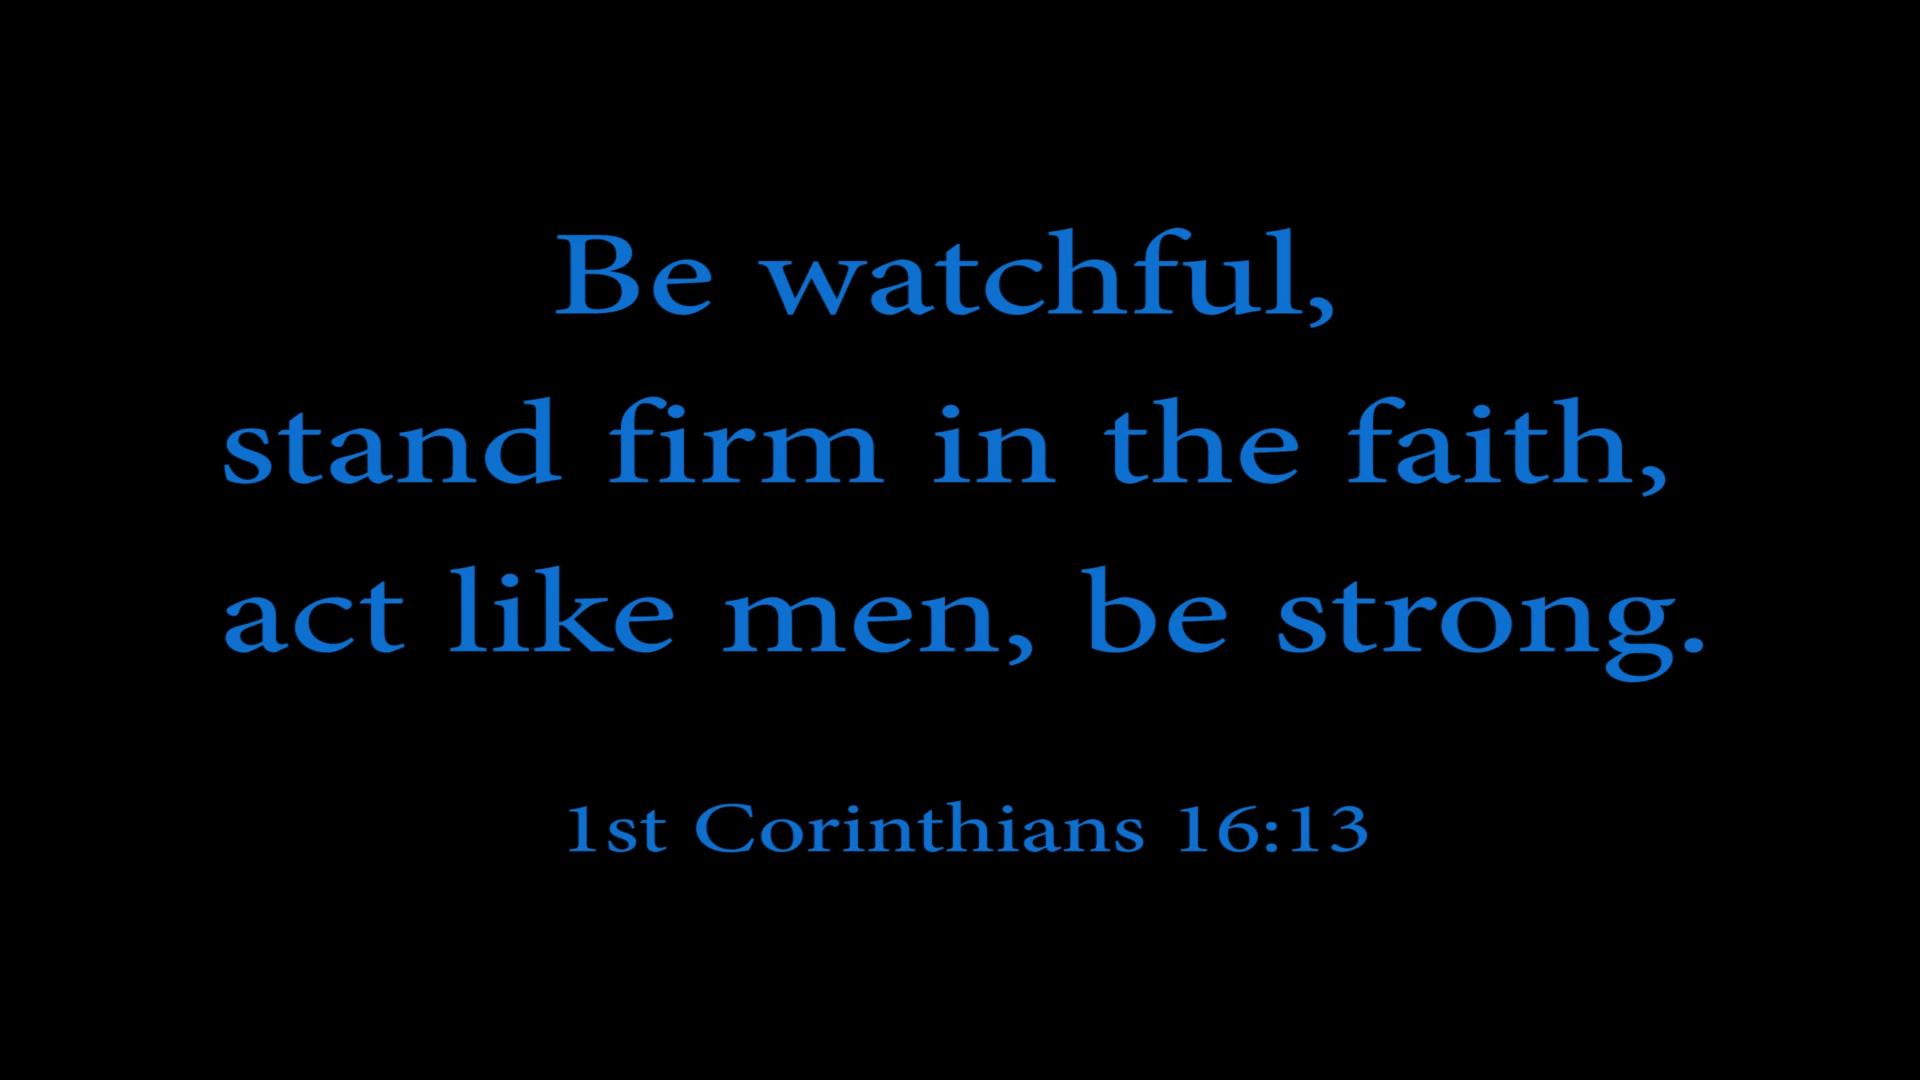 Be watchful,
stand firm in the faith,
act like men, be strong.
1st Corinthians 16:13